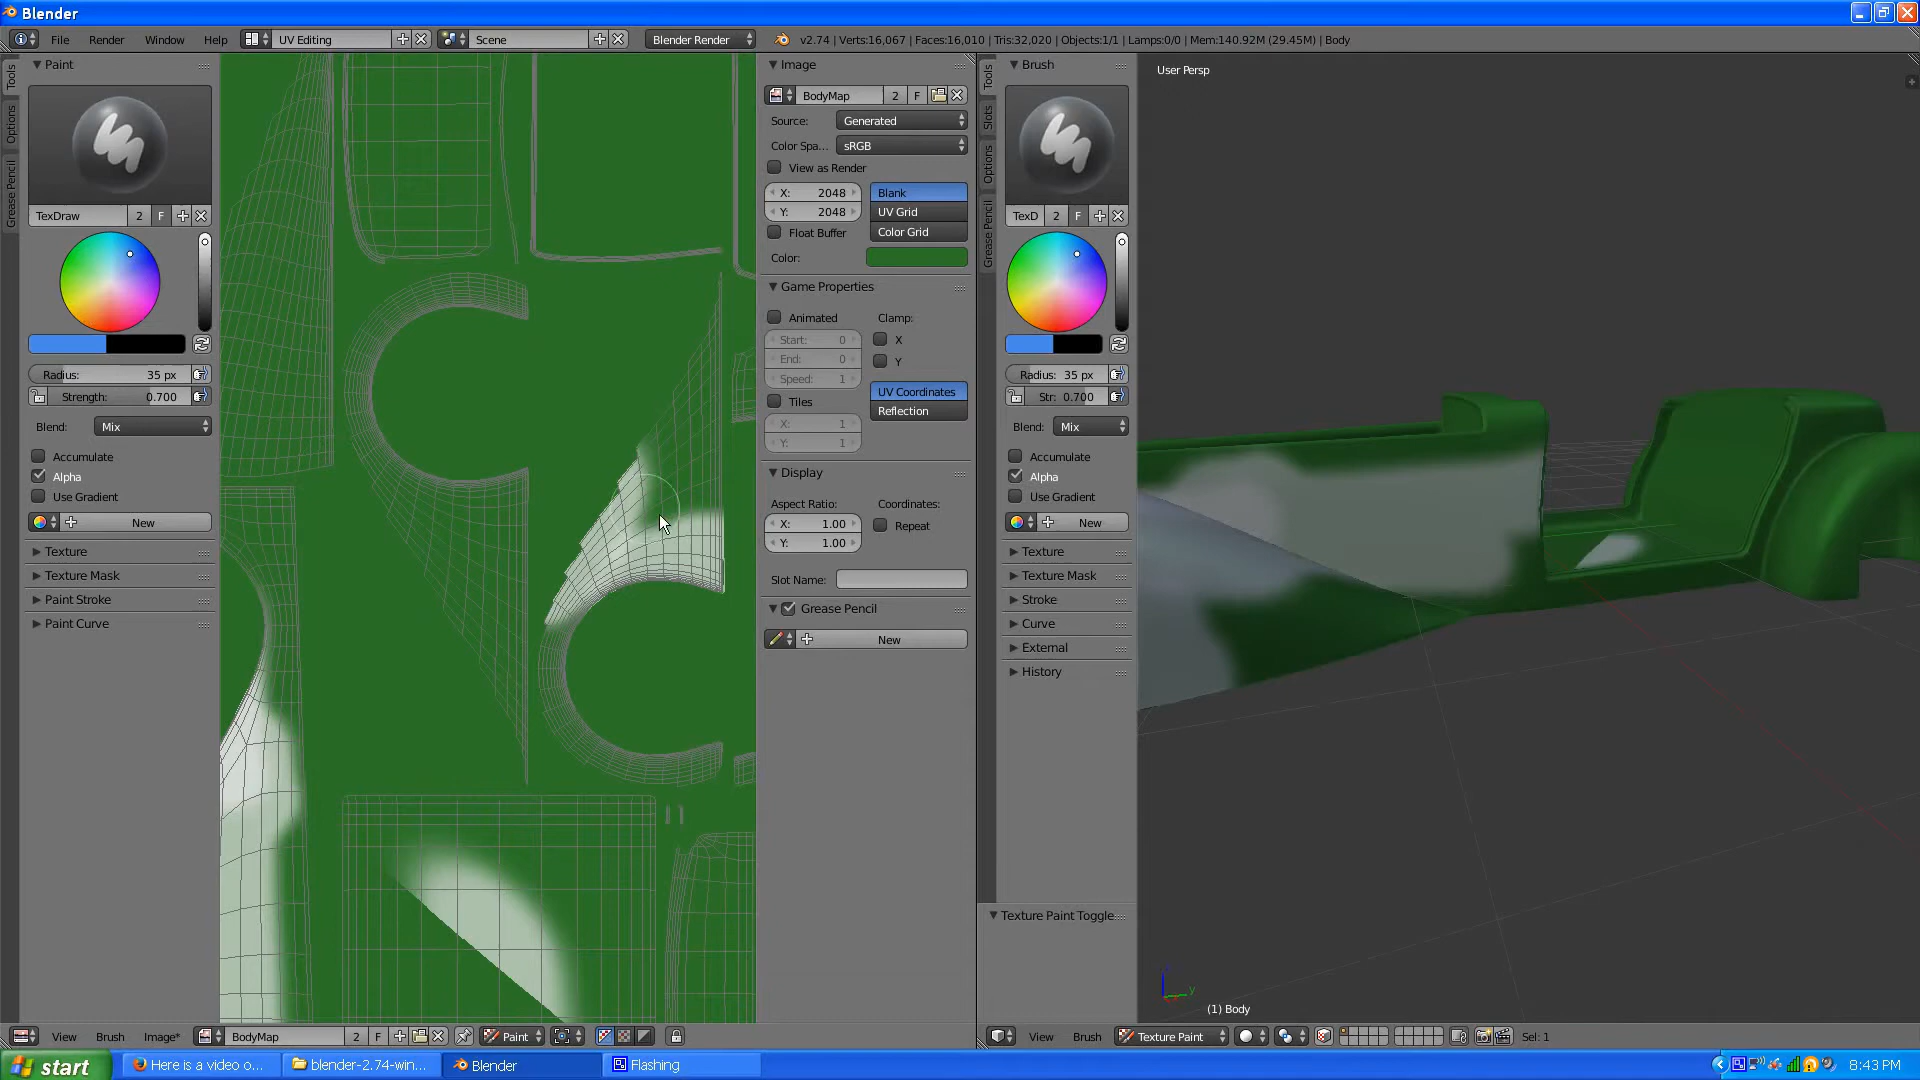 Blender
File Render Window Help UV Editing Scene Blender Render v2.74 | Verts:16,067 | Faces:16,010 | Tris:32,020 | Objects:1/1 | Lamps:0/0 | Mem:140.92M (29.45M) | Body
Tools
Options
Grease Pencil
Paint
TexDraw 2 F
Radius: 35 px
Strength: 0.700
Blend: Mix
Accumulate
Alpha
Use Gradient
New
Texture
Texture Mask
Paint Stroke
Paint Curve
Image
BodyMap 2 F
Source: Generated
Color Spa... sRGB
View as Render
X: 2048 Blank
Y: 2048 UV Grid
Float Buffer Color Grid
Color:
Game Properties
Animated Clamp:
Start: 0 X
End: 0 Y
Speed: 1
UV Coordinates
Tiles Reflection
X: 1
Y: 1
Display
Aspect Ratio: Coordinates:
X: 1.00 Repeat
Y: 1.00
Slot Name:
Grease Pencil
New
Tools
Slots
Options
Grease Pencil
Brush
TexD 2 F
Radius: 35 px
Str: 0.700
Blend: Mix
Accumulate
Alpha
Use Gradient
New
Texture
Texture Mask
Stroke
Curve
External
History
Texture Paint Toggle
User Persp
y
(1) Body
View Brush Image* BodyMap 2 F Paint
View Brush Texture Paint Sel: 1
start Here is a video o... blender-2.74-win... Blender Flashing 8:43 PM